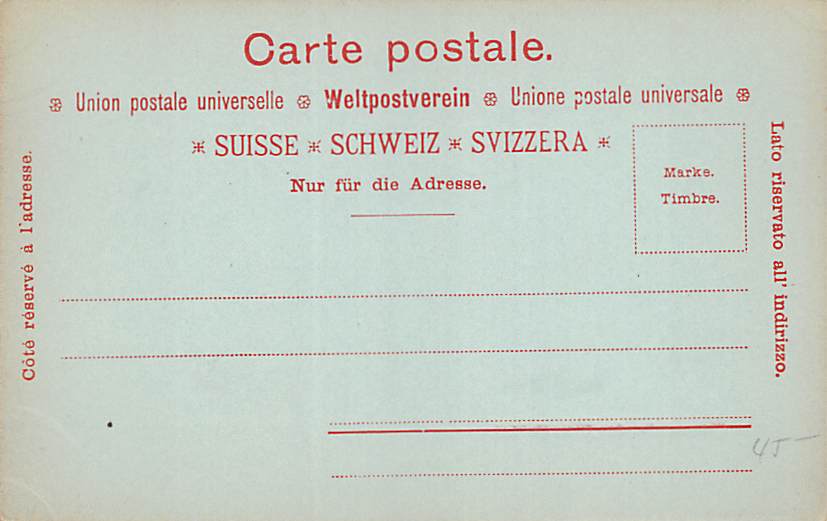 Carte postale.
Union postale universelle Weltpostverein Unione postale universale
SUISSE SCHWEIZ SVIZZERA
Nur für die Adresse.
Marke.
Timbre.
Côté réservé à l'adresse.
Lato riservato all' indirizzo.
45-